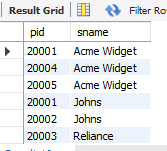 Result Grid Filter Ro
pid sname
20001 Acme Widget
20004 Acme Widget
20005 Acme Widget
20001 Johns
20002 Johns
20003 Reliance